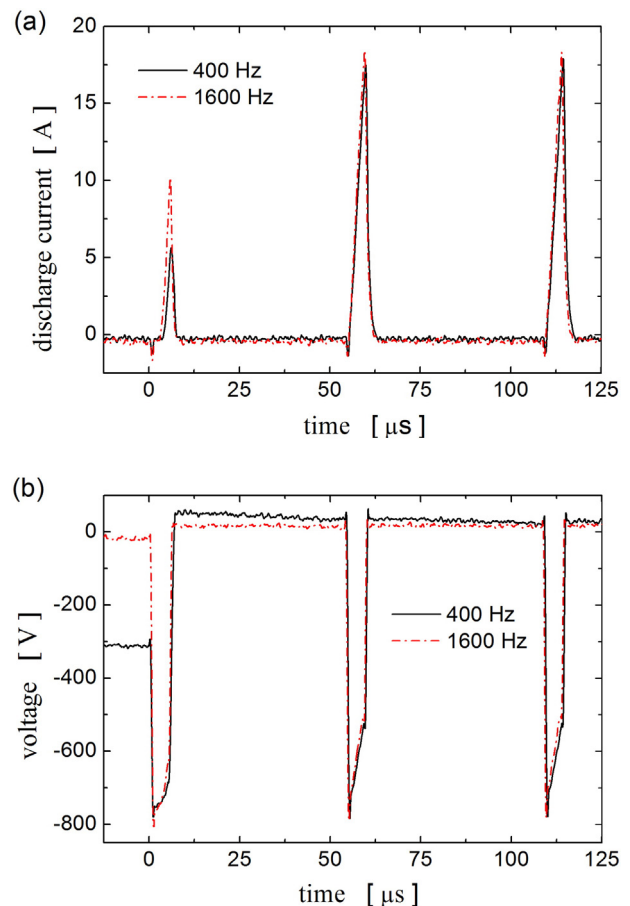 (a)
20
15
10
5
0
discharge current [ A ]
400 Hz
1600 Hz
0 25 50 75 100 125
time [ μs ]
(b)
0
-200
-400
-600
-800
voltage [ V ]
400 Hz
1600 Hz
0 25 50 75 100 125
time [ μs ]